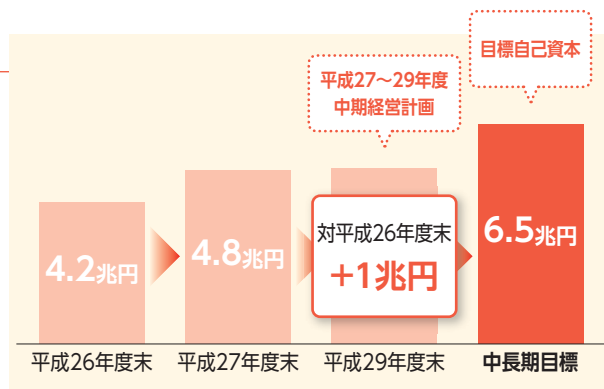 目標自己資本
平成27〜29年度
中期経営計画
4.2兆円
4.8兆円
対平成26年度末
+1兆円
6.5兆円
平成26年度末
平成27年度末
平成29年度末
中長期目標